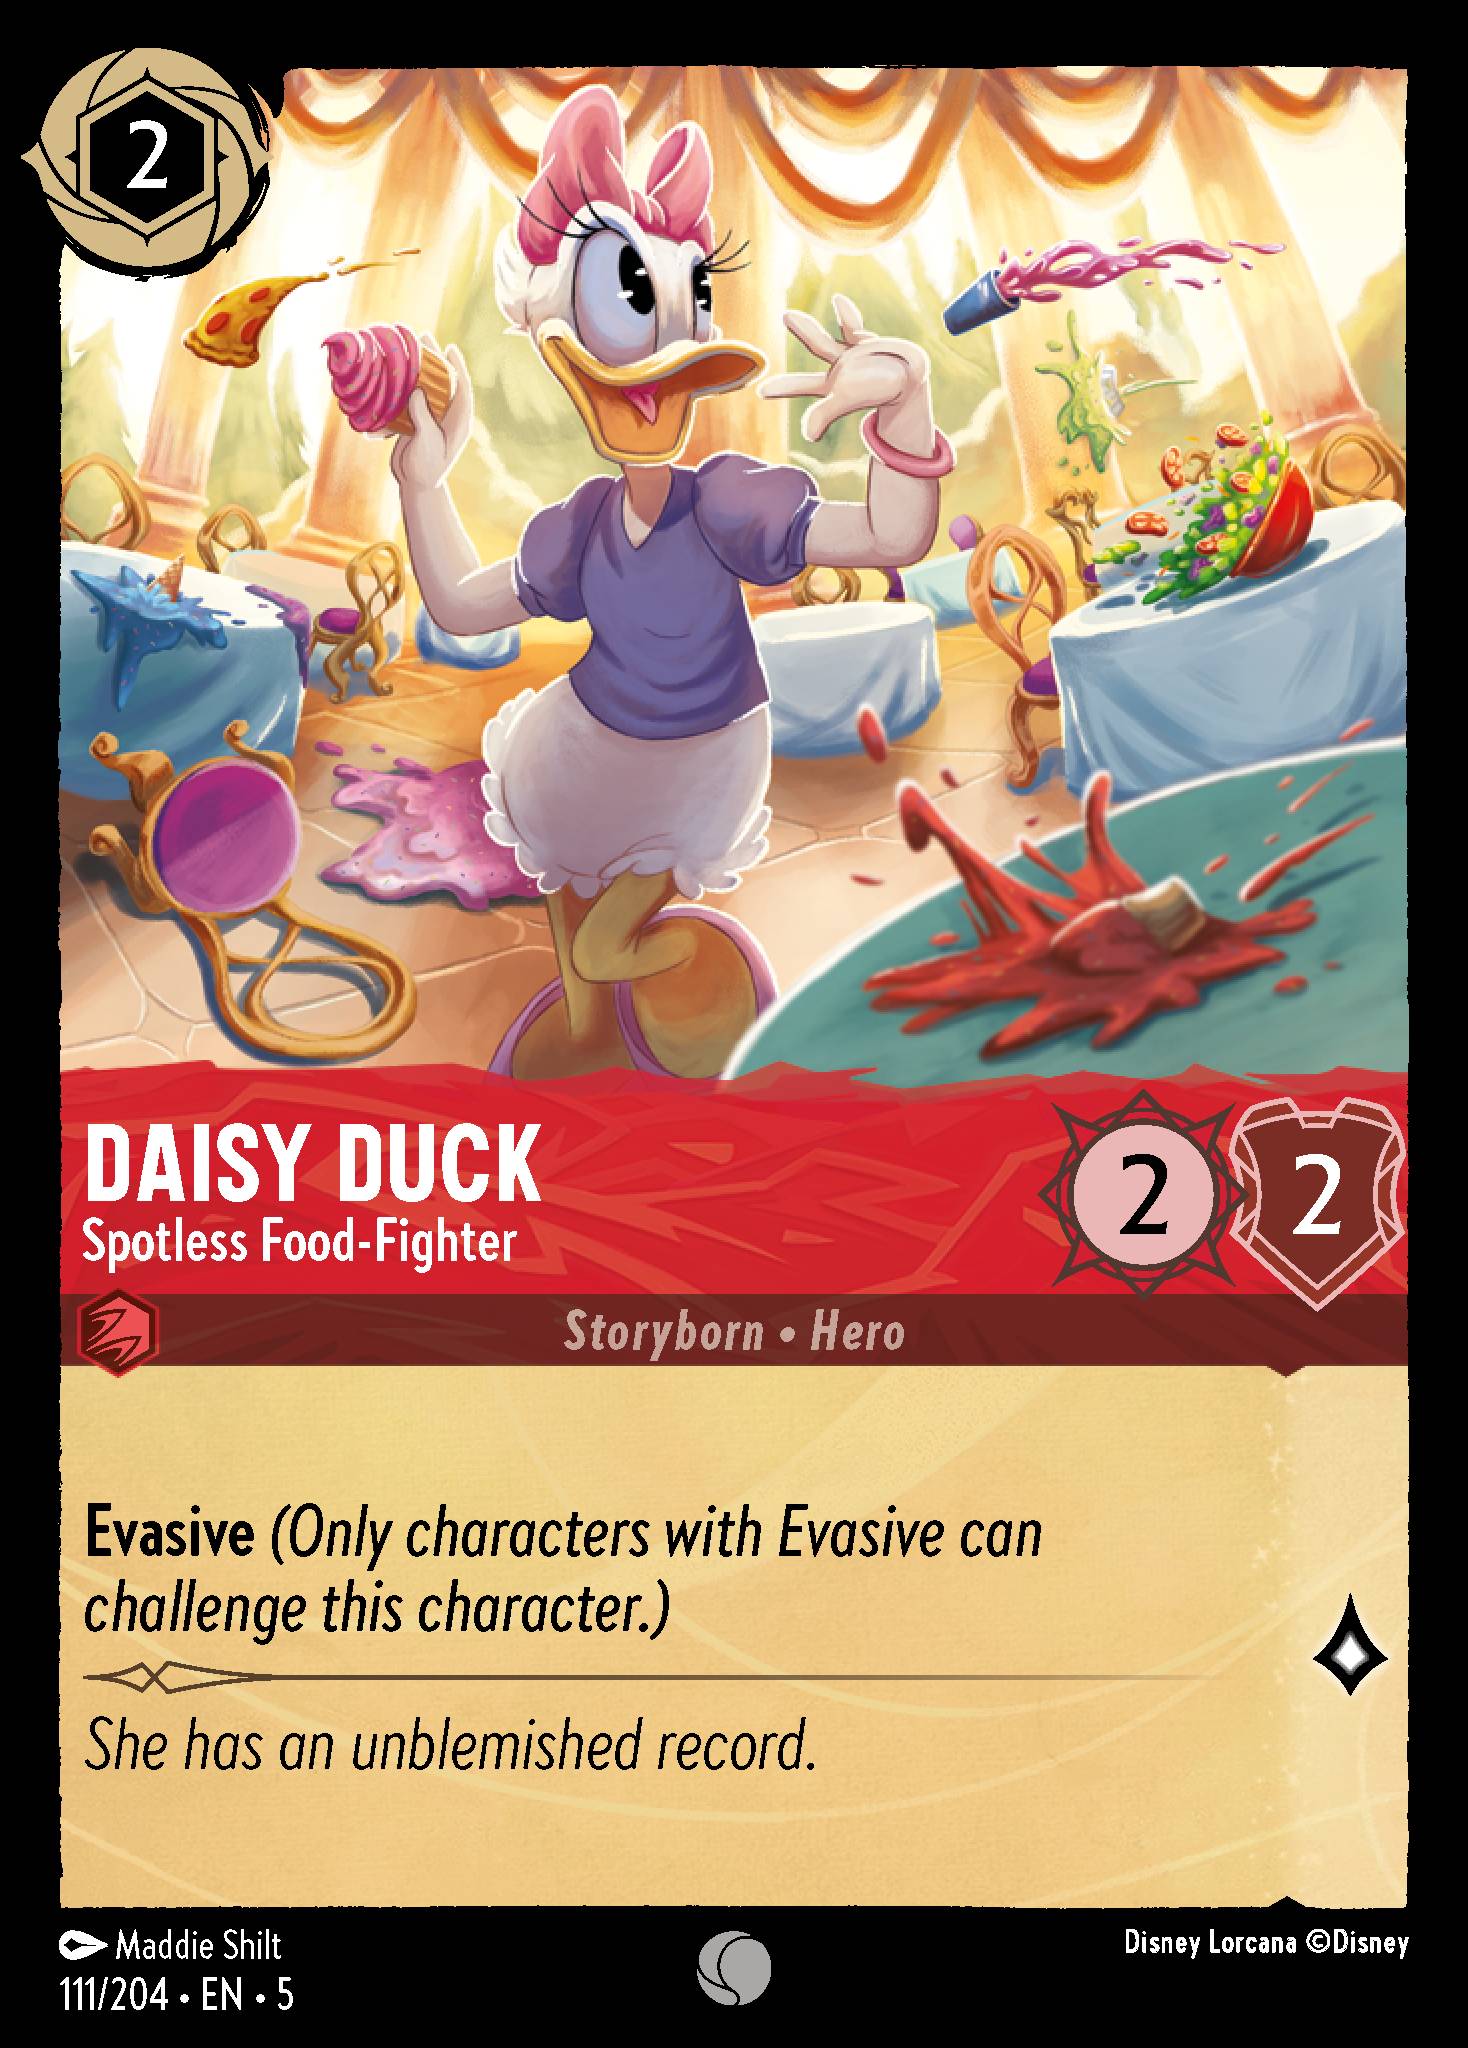 2
DAISY DUCK
Spotless Food-Fighter
2
2
Storyborn • Hero
Evasive (Only characters with Evasive can
challenge this character.)
She has an unblemished record.
Maddie Shilt
Disney Lorcana ©Disney
111/204 • EN • 5